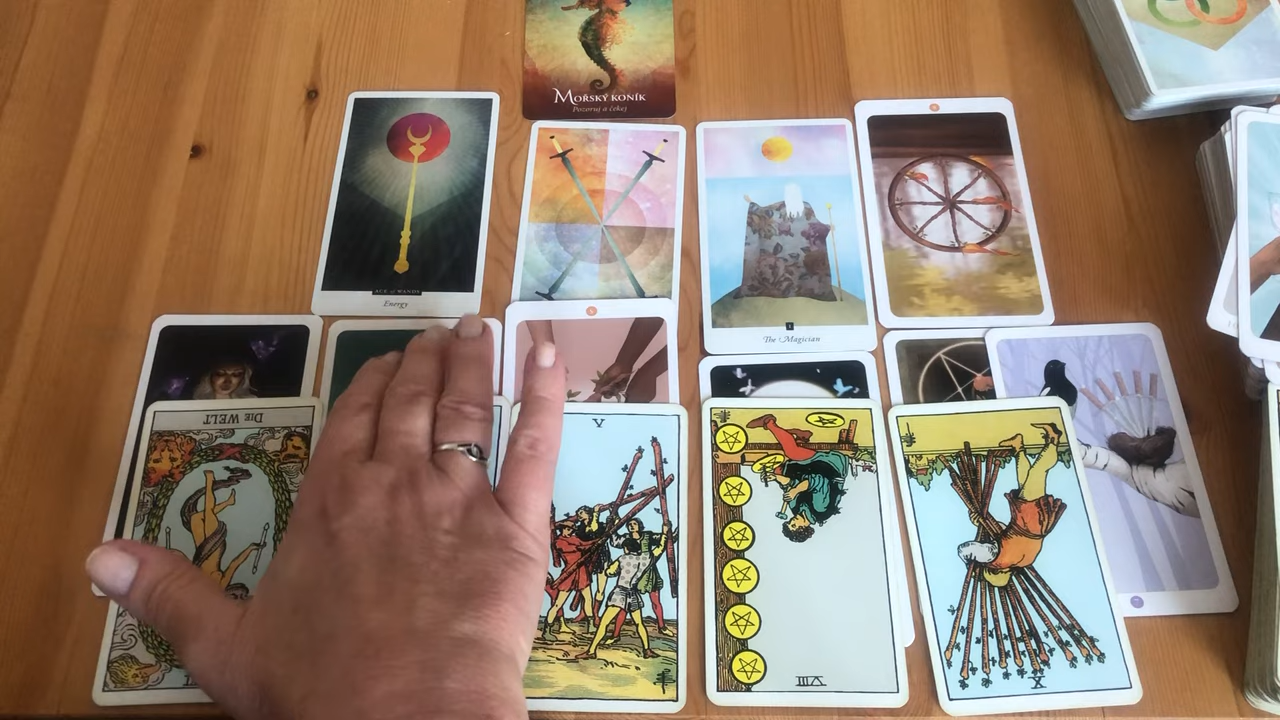 MOŘSKÝ KONÍK
Pozoruj a čekej
ACE of WANDS
Energy
I
The Magician
DIE WELT
V
VIII
X